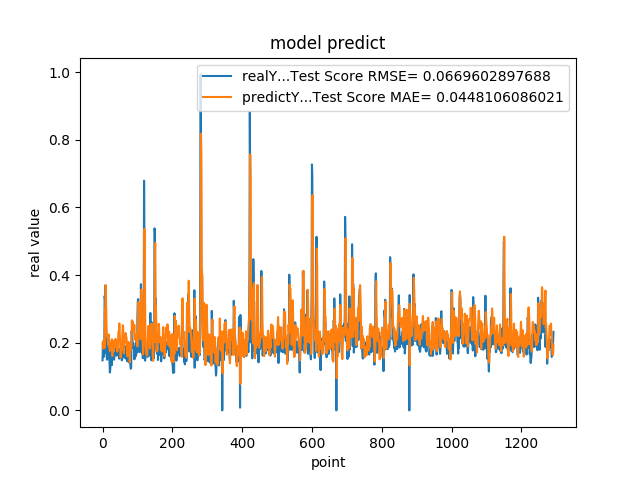 model predict
realY...Test Score RMSE= 0.0669602897688
predictY...Test Score MAE= 0.0448106086021
1.0
0.8
0.6
0.4
0.2
0.0
real value
0 200 400 600 800 1000 1200
point